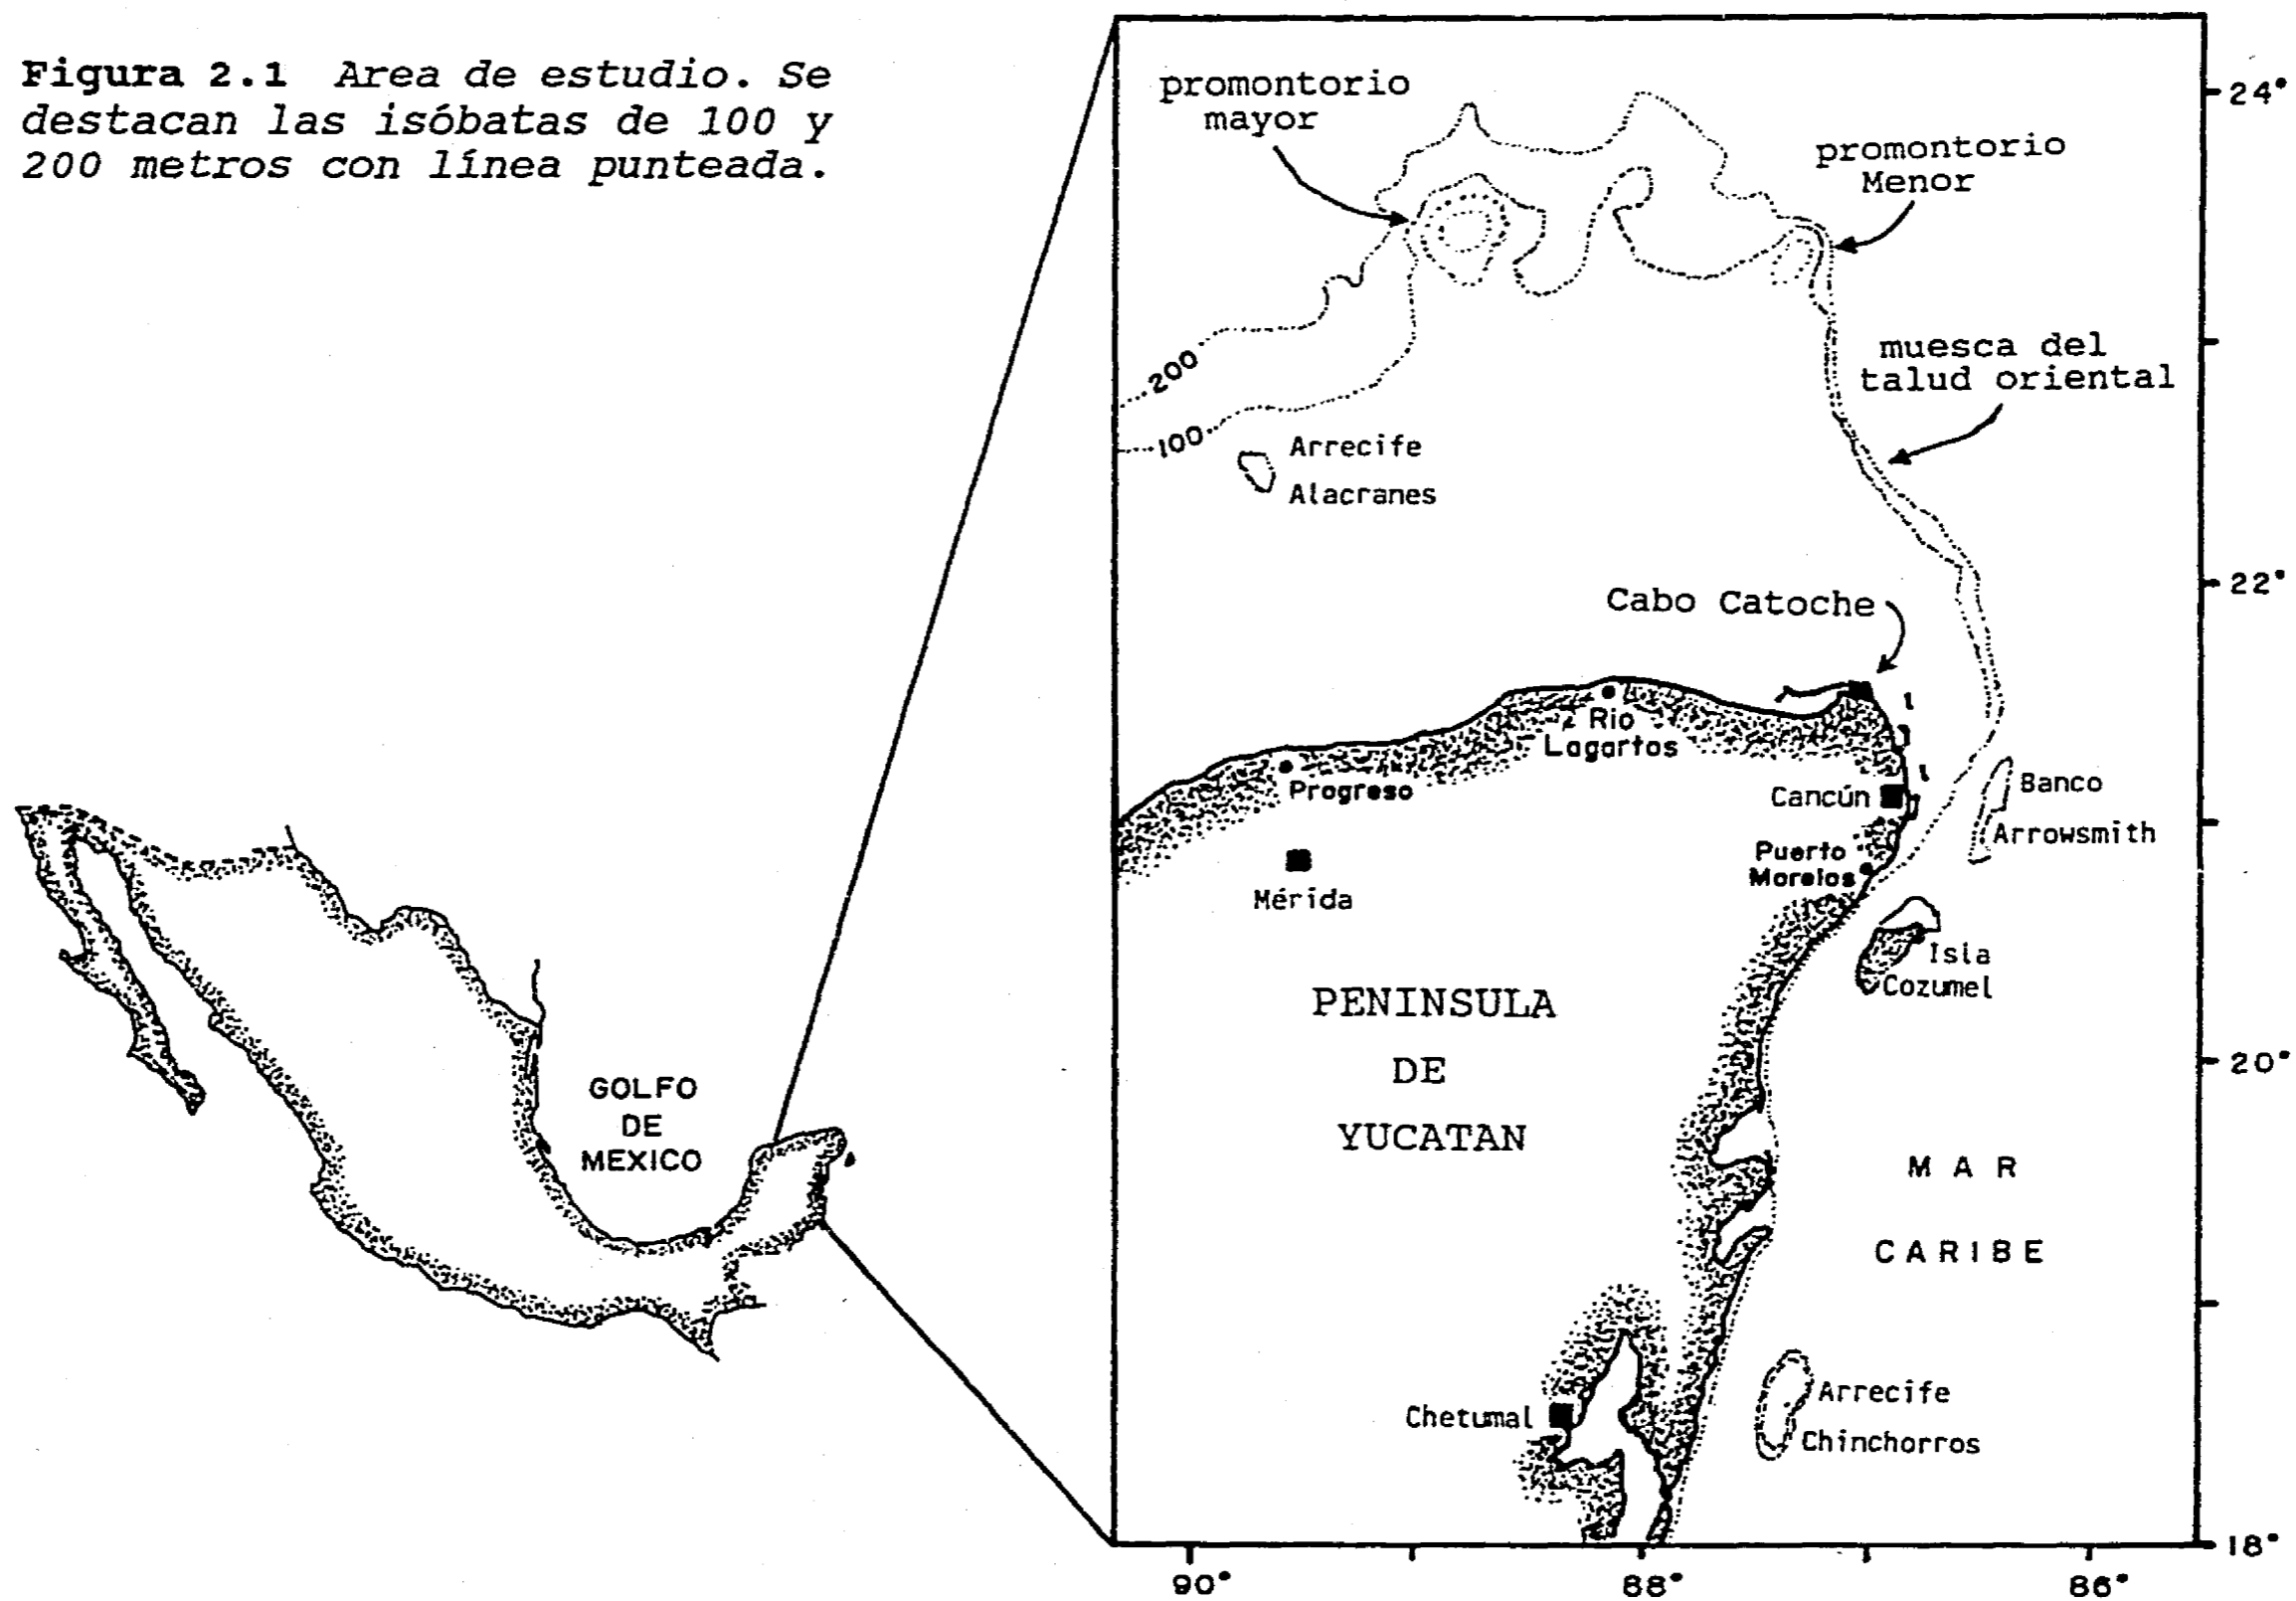 Figura 2.1 Area de estudio. Se
destacan las isóbatas de 100 y
200 metros con línea punteada.
promontorio
mayor
promontorio
Menor
muesca del
talud oriental
200
100
Arrecife
Alacranes
Cabo Catoche
Rio
Lagartos
Progreso
Mérida
Cancún
Puerto
Morelos
Banco
Arrowsmith
Isla
Cozumel
PENINSULA
DE
YUCATAN
MAR
CARIBE
Chetumal
Arrecife
Chinchorros
GOLFO
DE
MEXICO
24°
22°
20°
18°
90°
88°
86°